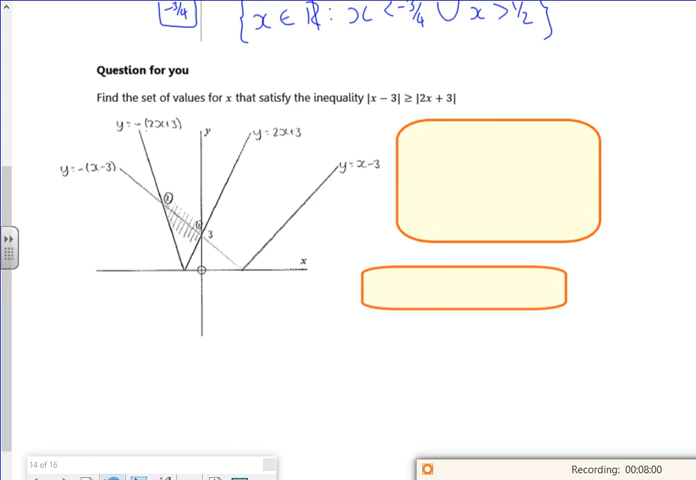 -3/4 {x ∈ ℝ : x < -3/4 ∪ x > 1/2}
Question for you
Find the set of values for x that satisfy the inequality |x − 3| ≥ |2x + 3|
y = -(2x+3)
y
y = 2x+3
y = -(x-3)
y = x-3
3
x
14 of 16
Recording: 00:08:00